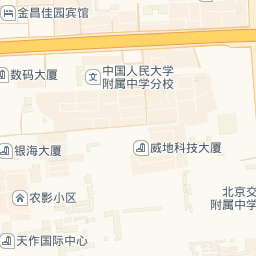 金昌佳园宾馆
数码大厦
中国人民大学
附属中学分校
银海大厦
威地科技大厦
农影小区
北京交
附属中学
天作国际中心